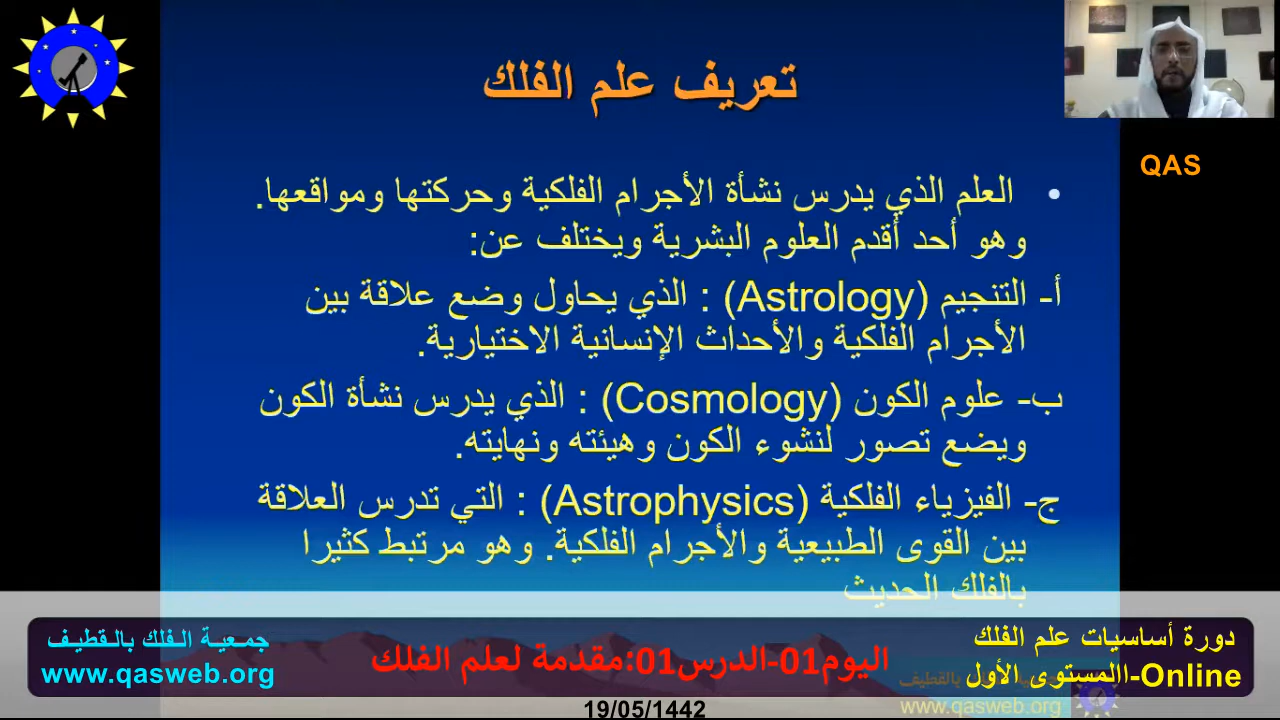 تعريف علم الفلك
QAS
• العلم الذي يدرس نشأة الأجرام الفلكية وحركتها ومواقعها.
وهو أحد أقدم العلوم البشرية ويختلف عن:
أ- التنجيم (Astrology) : الذي يحاول وضع علاقة بين
الأجرام الفلكية والأحداث الإنسانية الاختيارية.
ب- علوم الكون (Cosmology) : الذي يدرس نشأة الكون
ويضع تصور لنشوء الكون وهيئته ونهايته.
ج- الفيزياء الفلكية (Astrophysics) : التي تدرس العلاقة
بين القوى الطبيعية والأجرام الفلكية. وهو مرتبط كثيرا
بالفلك الحديث
دورة أساسيات علم الفلك
Online-االمستوى الأول
اليوم01-الدرس01:مقدمة لعلم الفلك
جمعية الفلك بالقطيف
www.qasweb.org
بالقطيف
www.qasweb.org
19/05/1442